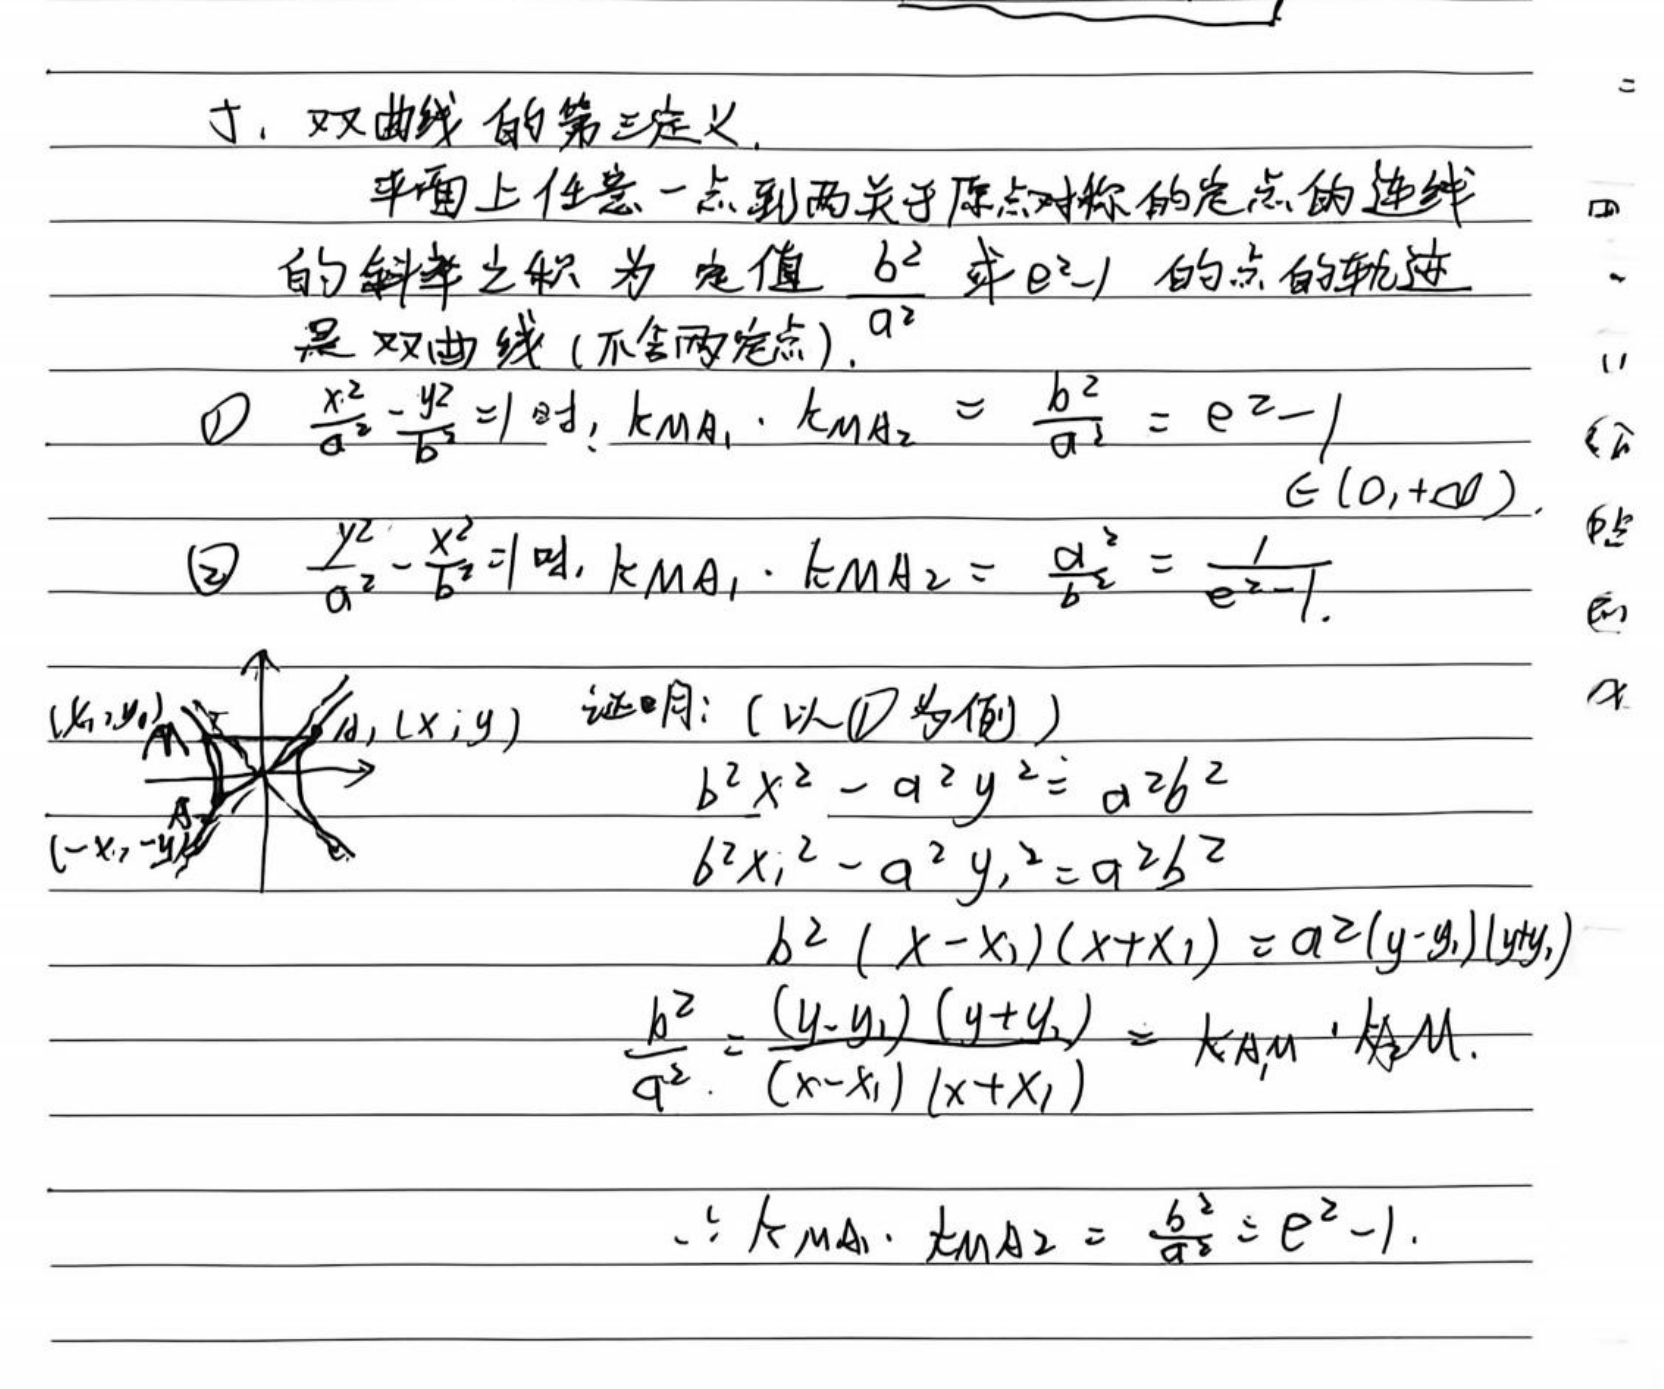 寸、双曲线的第三定义.
平面上任意一点到两关于原点对称的定点的连线
的斜率之积为定值 b²/a² 或 e²-1 的点的轨迹
是双曲线(不含两定点).
① x²/a² - y²/b² =1时, kMA₁ · kMA₂ = b²/a² = e²-1
∈(0,+∞).
② y²/a² - x²/b² =1时, kMA₁ · kMA₂ = a²/b² = 1/(e²-1).
(x₁,y₁) M A₁(x,y) 证明:(以①为例)
b²x² - a²y² = a²b²
A₂
(-x,-y) b²x₁² - a²y₁² = a²b²
b²(x-x₁)(x+x₁) = a²(y-y₁)(y+y₁)
b²/a² = (y-y₁)(y+y₁)/(x-x₁)(x+x₁) = kA₁M · kA₂M.
∴ kMA₁ · kMA₂ = b²/a² = e²-1.